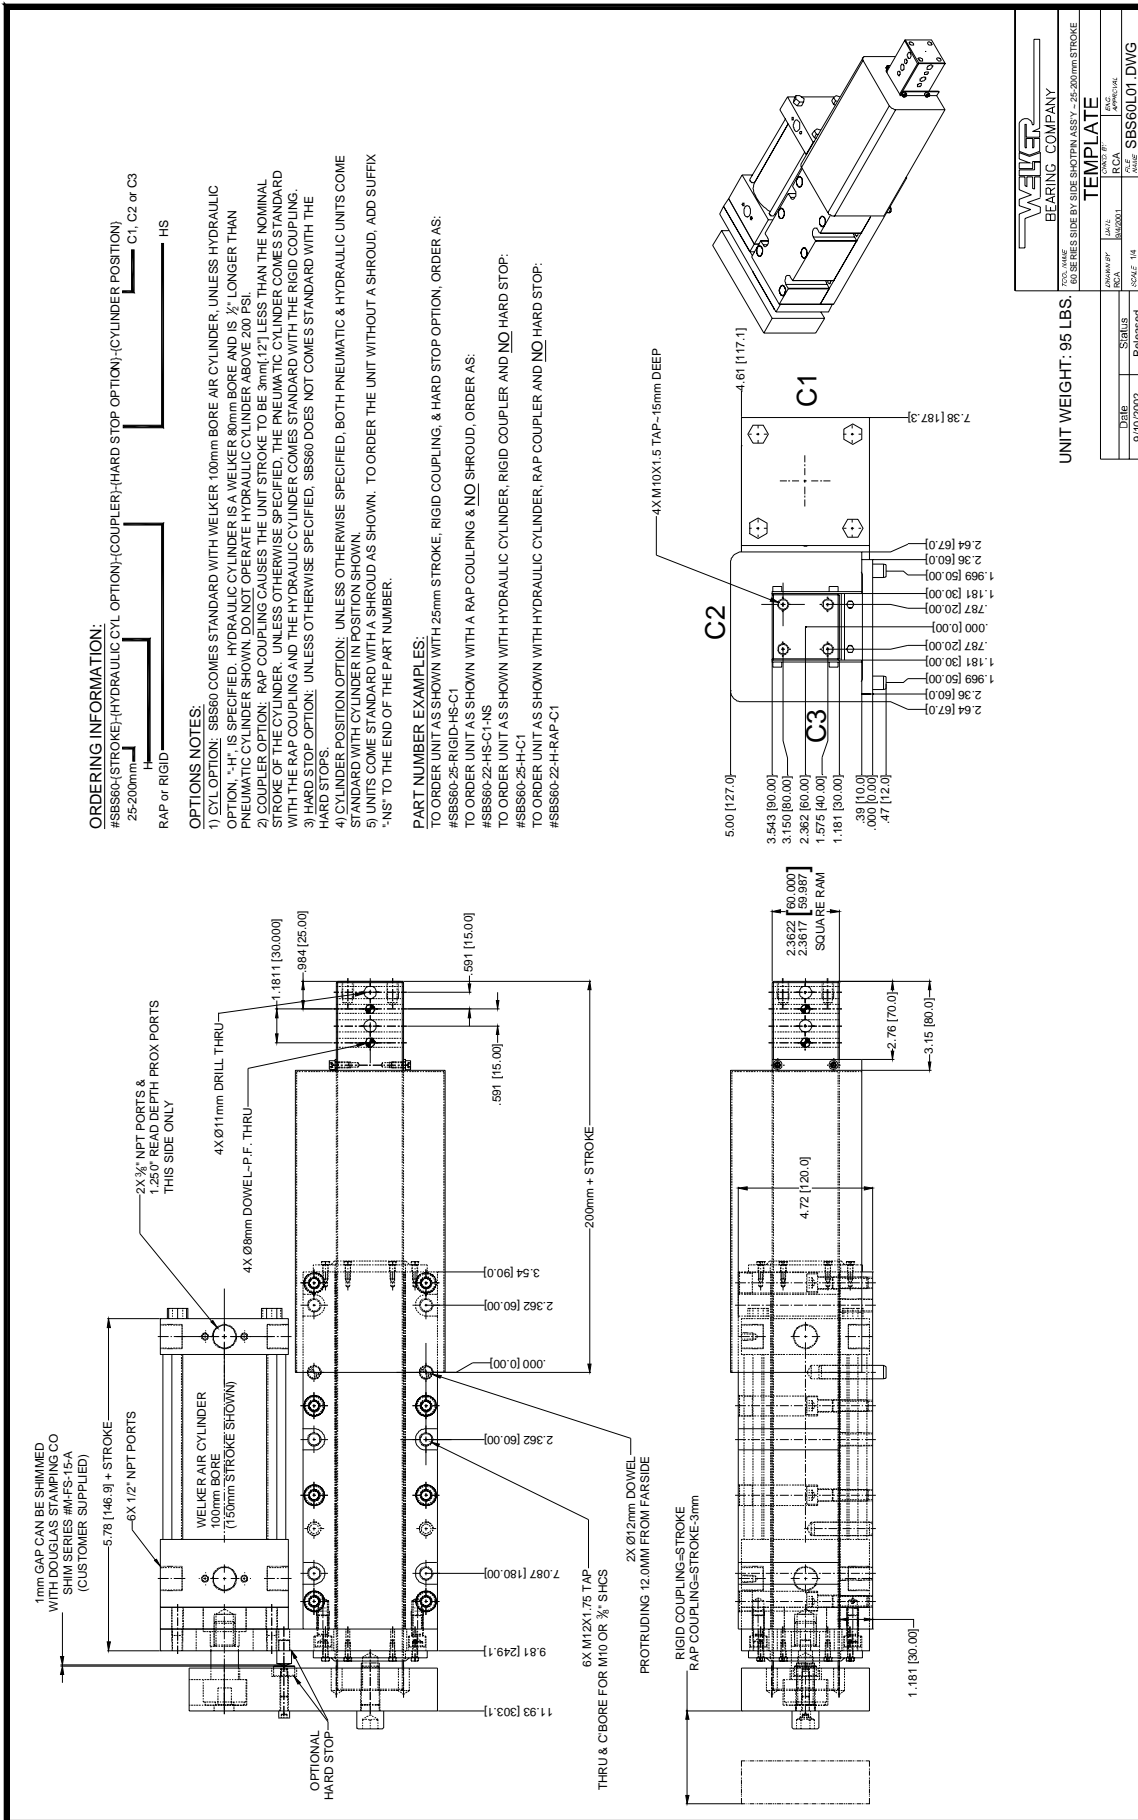 ORDERING INFORMATION:
#SBS60-(STROKE)-(HYDRAULIC CYL OPTION)-(COUPLER)-(HARD STOP OPTION)-(CYLINDER POSITION)
25-200mm
H
RAP or RIGID
C1, C2 or C3
HS
OPTIONS NOTES:
1) CYL OPTION: SBS60 COMES STANDARD WITH WELKER 100mm BORE AIR CYLINDER, UNLESS HYDRAULIC
OPTION, "-H", IS SPECIFIED. HYDRAULIC CYLINDER IS A WELKER 80mm BORE AND IS ½" LONGER THAN
PNEUMATIC CYLINDER SHOWN. DO NOT OPERATE HYDRAULIC CYLINDER ABOVE 200 PSI.
2) COUPLER OPTION: RAP COUPLING CAUSES THE UNIT STROKE TO BE 3mm[.12"] LESS THAN THE NOMINAL
STROKE OF THE CYLINDER. UNLESS OTHERWISE SPECIFIED, THE PNEUMATIC CYLINDER COMES STANDARD
WITH THE RAP COUPLING AND THE HYDRAULIC CYLINDER COMES STANDARD WITH THE RIGID COUPLING.
3) HARD STOP OPTION: UNLESS OTHERWISE SPECIFIED, SBS60 DOES NOT COMES STANDARD WITH THE
HARD STOPS.
4) CYLINDER POSITION OPTION: UNLESS OTHERWISE SPECIFIED, BOTH PNEUMATIC & HYDRAULIC UNITS COME
STANDARD WITH CYLINDER IN POSITION SHOWN.
5) UNITS COME STANDARD WITH A SHROUD AS SHOWN. TO ORDER THE UNIT WITHOUT A SHROUD, ADD SUFFIX
"-NS" TO THE END OF THE PART NUMBER.
PART NUMBER EXAMPLES:
TO ORDER UNIT AS SHOWN WITH 25mm STROKE, RIGID COUPLING, & HARD STOP OPTION, ORDER AS:
#SBS60-25-RIGID-HS-C1
TO ORDER UNIT AS SHOWN WITH A RAP COULPING & NO SHROUD, ORDER AS:
#SBS60-22-HS-C1-NS
TO ORDER UNIT AS SHOWN WITH HYDRAULIC CYLINDER, RIGID COUPLER AND NO HARD STOP:
#SBS60-25-H-C1
TO ORDER UNIT AS SHOWN WITH HYDRAULIC CYLINDER, RAP COUPLER AND NO HARD STOP:
#SBS60-22-H-RAP-C1
1mm GAP CAN BE SHIMMED
WITH DOUGLAS STAMPING CO
SHIM SERIES #M-FS-15-A
(CUSTOMER SUPPLIED)
5.78 [146.9] + STROKE
6X 1/2" NPT PORTS
WELKER AIR CYLINDER
100mm BORE
(150mm STROKE SHOWN)
2X ⅜" NPT PORTS &
1.250" READ DEPTH PROX PORTS
THIS SIDE ONLY
4X Ø11mm DRILL THRU
4X Ø8mm DOWEL-P.F. THRU
1.1811 [30.000]
.984 [25.00]
.591 [15.00]
.591 [15.00]
200mm + STROKE
3.54 [90.0]
2.362 [60.00]
.000 [0.00]
2.362 [60.00]
7.087 [180.00]
9.81 [249.1]
11.93 [303.1]
OPTIONAL
HARD STOP
6X M12X1.75 TAP
THRU & C'BORE FOR M10 OR ⅜" SHCS
2X Ø12mm DOWEL
PROTRUDING 12.0MM FROM FARSIDE
RIGID COUPLING=STROKE
RAP COUPLING=STROKE-3mm
1.181 [30.00]
4.72 [120.0]
2.76 [70.0]
3.15 [80.0]
2.3622 [60.000]
2.3617 [59.987]
SQUARE RAM
C2
C1
C3
4X M10X1.5 TAP~15mm DEEP
4.61 [117.1]
7.38 [187.3]
5.00 [127.0]
3.543 [90.00]
3.150 [80.00]
2.362 [60.00]
1.575 [40.00]
1.181 [30.00]
.39 [10.0]
.000 [0.00]
.47 [12.0]
2.64 [67.0]
2.36 [60.0]
1.969 [50.00]
1.181 [30.00]
.787 [20.00]
.000 [0.00]
.787 [20.00]
1.181 [30.00]
1.969 [50.00]
2.36 [60.0]
2.64 [67.0]
UNIT WEIGHT: 95 LBS.
WELKER
BEARING COMPANY
TOOL NAME
60 SERIES SIDE BY SIDE SHOTPIN ASS'Y - 25-200mm STROKE
TEMPLATE
DRAWN BY
RCA
DATE
9/4/2001
CHK'D BY
RCA
ENG. APPROVAL
SCALE 1/4
FILE NAME
SBS60L01.DWG
Date
Status
Released